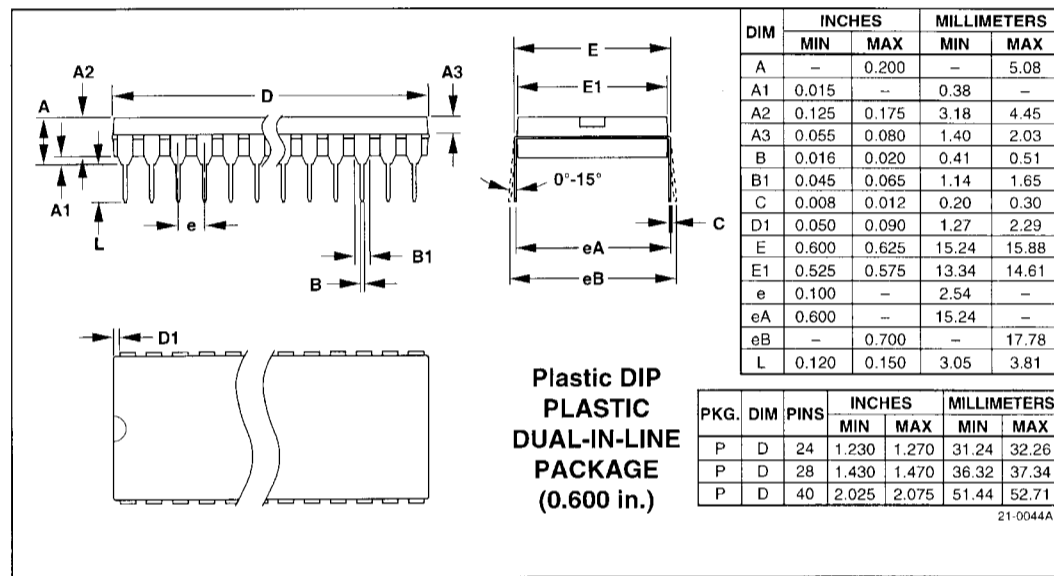 A2
A3
D
A
A1
L
e
B1
B
E
E1
0°-15°
C
eA
eB
D1
Plastic DIP
PLASTIC
DUAL-IN-LINE
PACKAGE
(0.600 in.)
DIM INCHES MILLIMETERS
MIN MAX MIN MAX
A – 0.200 – 5.08
A1 0.015 – 0.38 –
A2 0.125 0.175 3.18 4.45
A3 0.055 0.080 1.40 2.03
B 0.016 0.020 0.41 0.51
B1 0.045 0.065 1.14 1.65
C 0.008 0.012 0.20 0.30
D1 0.050 0.090 1.27 2.29
E 0.600 0.625 15.24 15.88
E1 0.525 0.575 13.34 14.61
e 0.100 – 2.54 –
eA 0.600 – 15.24 –
eB – 0.700 – 17.78
L 0.120 0.150 3.05 3.81
PKG. DIM PINS INCHES MILLIMETERS
MIN MAX MIN MAX
P D 24 1.230 1.270 31.24 32.26
P D 28 1.430 1.470 36.32 37.34
P D 40 2.025 2.075 51.44 52.71
21-0044A